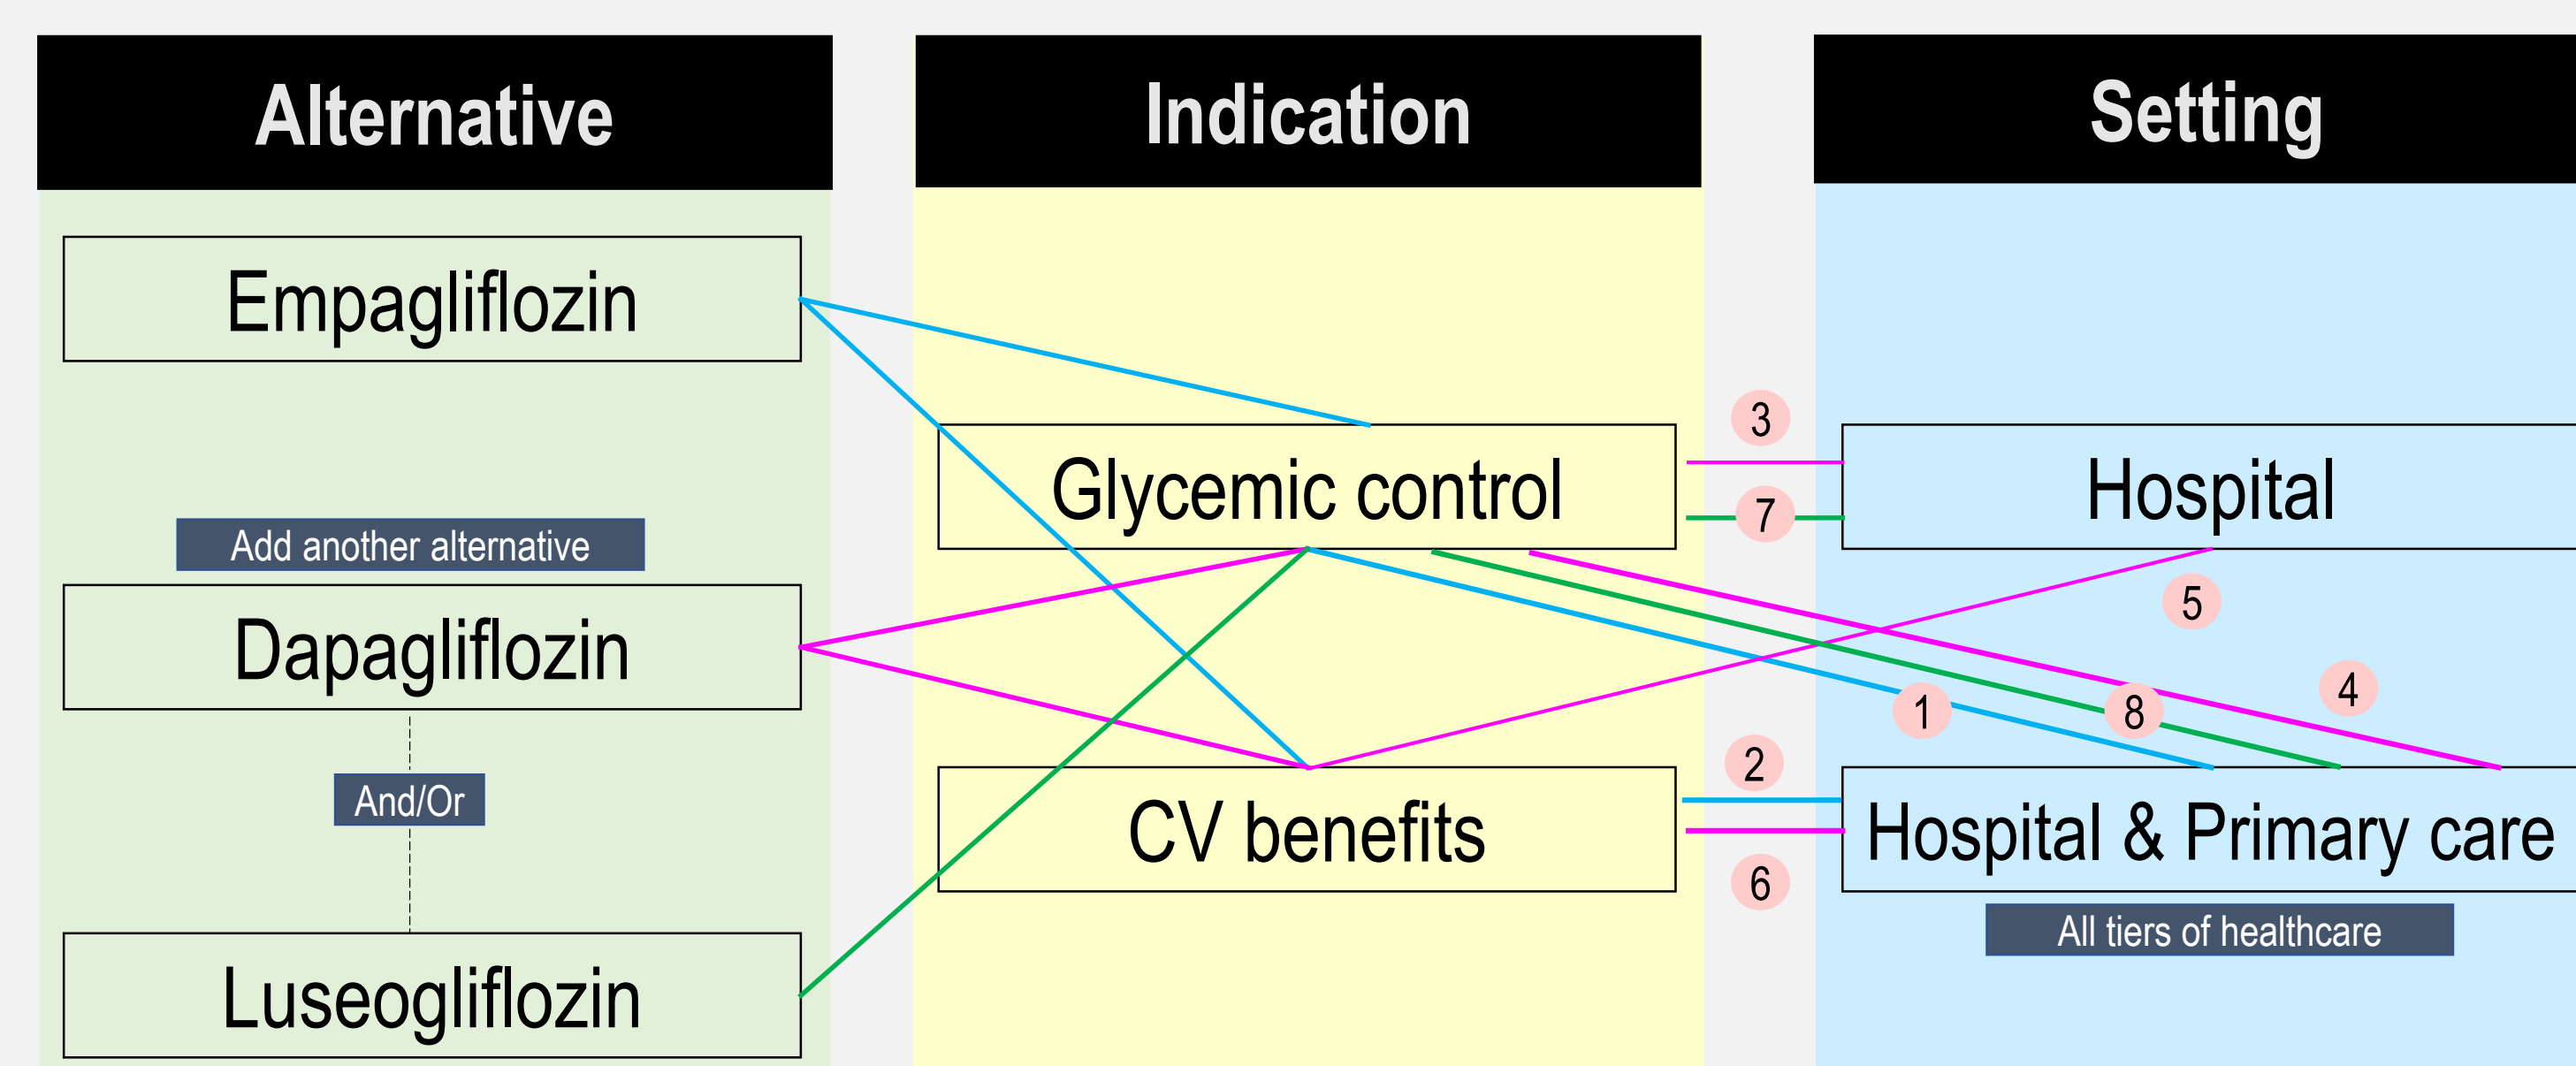 Alternative
Indication
Setting
Empagliflozin
Add another alternative
Dapagliflozin
And/Or
Luseogliflozin
Glycemic control
CV benefits
3
7
2
6
Hospital
5
4
1
8
Hospital & Primary care
All tiers of healthcare